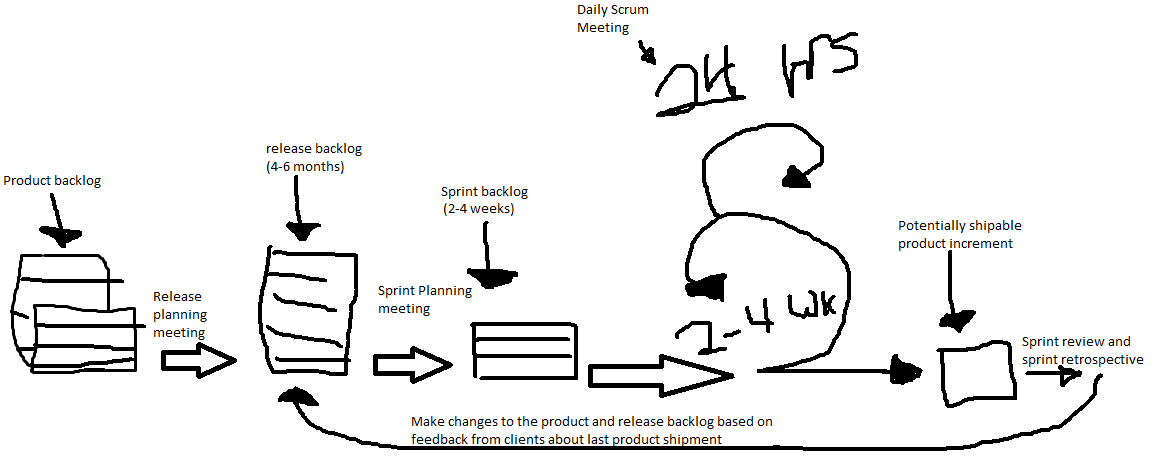 Daily Scrum
Meeting
24 HRS
release backlog
(4-6 months)
Product backlog
Sprint backlog
(2-4 weeks)
Potentially shipable
product increment
Release
planning
meeting
Sprint Planning
meeting
2-4 WK
Sprint review and
sprint retrospective
Make changes to the product and release backlog based on
feedback from clients about last product shipment